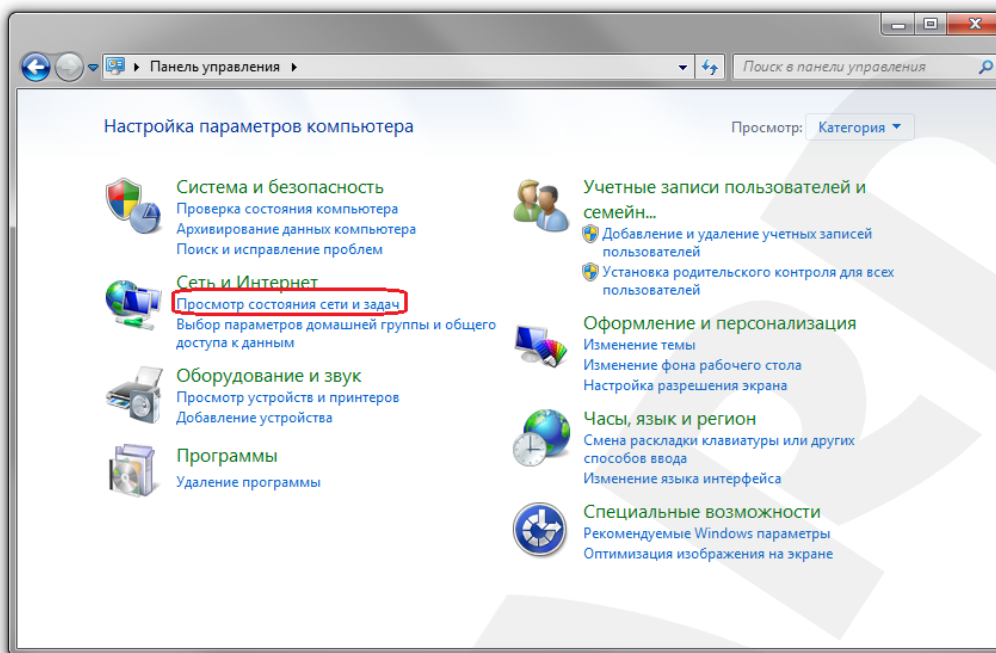 Панель управления
Поиск в панели управления
Настройка параметров компьютера
Просмотр: Категория
Система и безопасность
Проверка состояния компьютера
Архивирование данных компьютера
Поиск и исправление проблем
Сеть и Интернет
Просмотр состояния сети и задач
Выбор параметров домашней группы и общего
доступа к данным
Оборудование и звук
Просмотр устройств и принтеров
Добавление устройства
Программы
Удаление программы
Учетные записи пользователей и
семейн...
Добавление и удаление учетных записей
пользователей
Установка родительского контроля для всех
пользователей
Оформление и персонализация
Изменение темы
Изменение фона рабочего стола
Настройка разрешения экрана
Часы, язык и регион
Смена раскладки клавиатуры или других
способов ввода
Изменение языка интерфейса
Специальные возможности
Рекомендуемые Windows параметры
Оптимизация изображения на экране